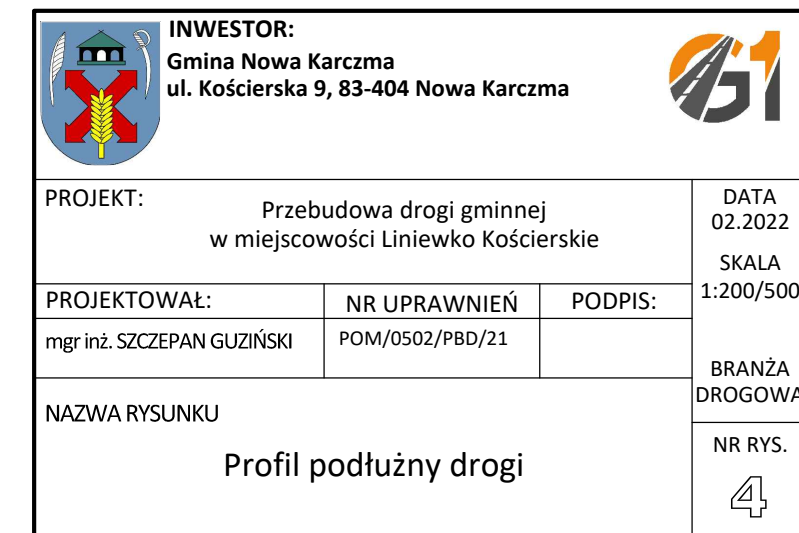 INWESTOR:
Gmina Nowa Karczma
ul. Kościerska 9, 83-404 Nowa Karczma
G1
PROJEKT:
Przebudowa drogi gminnej
w miejscowości Liniewko Kościerskie
DATA
02.2022
SKALA
1:200/500
PROJEKTOWAŁ:
NR UPRAWNIEŃ
PODPIS:
mgr inż. SZCZEPAN GUZIŃSKI
POM/0502/PBD/21
BRANŻA
DROGOWA
NAZWA RYSUNKU
Profil podłużny drogi
NR RYS.
4